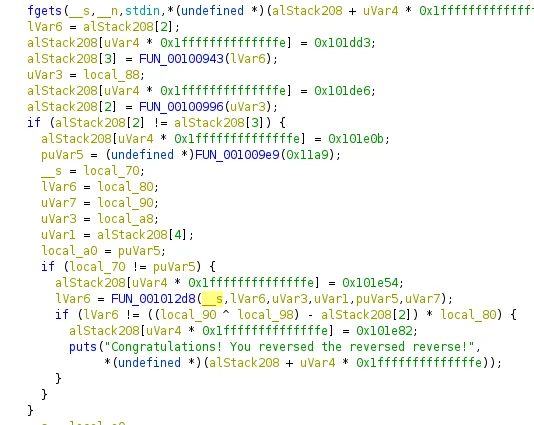 fgets(__s,__n,stdin,*(undefined *)(alStack208 + uVar4 * 0x1ffffffffffffff
lVar6 = alStack208[2];
alStack208[uVar4 * 0x1ffffffffffffffe] = 0x101dd3;
alStack208[3] = FUN_00100943(lVar6);
uVar3 = local_88;
alStack208[uVar4 * 0x1ffffffffffffffe] = 0x101de6;
alStack208[2] = FUN_00100996(uVar3);
if (alStack208[2] != alStack208[3]) {
alStack208[uVar4 * 0x1ffffffffffffffe] = 0x101e0b;
puVar5 = (undefined *)FUN_001009e9(0x11a9);
__s = local_70;
lVar6 = local_80;
uVar7 = local_90;
uVar3 = local_a8;
uVar1 = alStack208[4];
local_a0 = puVar5;
if (local_70 != puVar5) {
alStack208[uVar4 * 0x1ffffffffffffffe] = 0x101e54;
lVar6 = FUN_001012d8(__s,lVar6,uVar3,uVar1,puVar5,uVar7);
if (lVar6 != ((local_90 ^ local_98) - alStack208[2]) * local_80) {
alStack208[uVar4 * 0x1ffffffffffffffe] = 0x101e82;
puts("Congratulations! You reversed the reversed reverse!",
*(undefined *)(alStack208 + uVar4 * 0x1ffffffffffffffe));
}
}
}